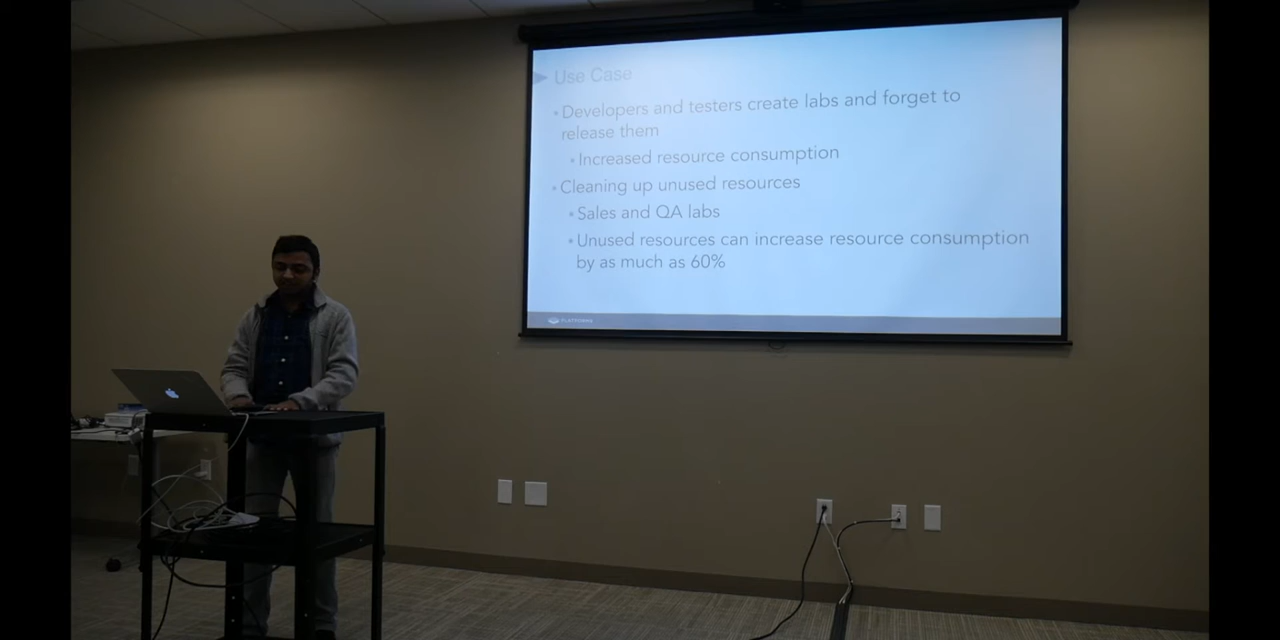 Use Case
Developers and testers create labs and forget to
release them
Increased resource consumption
Cleaning up unused resources
Sales and QA labs
Unused resources can increase resource consumption
by as much as 60%
PLATFORM9